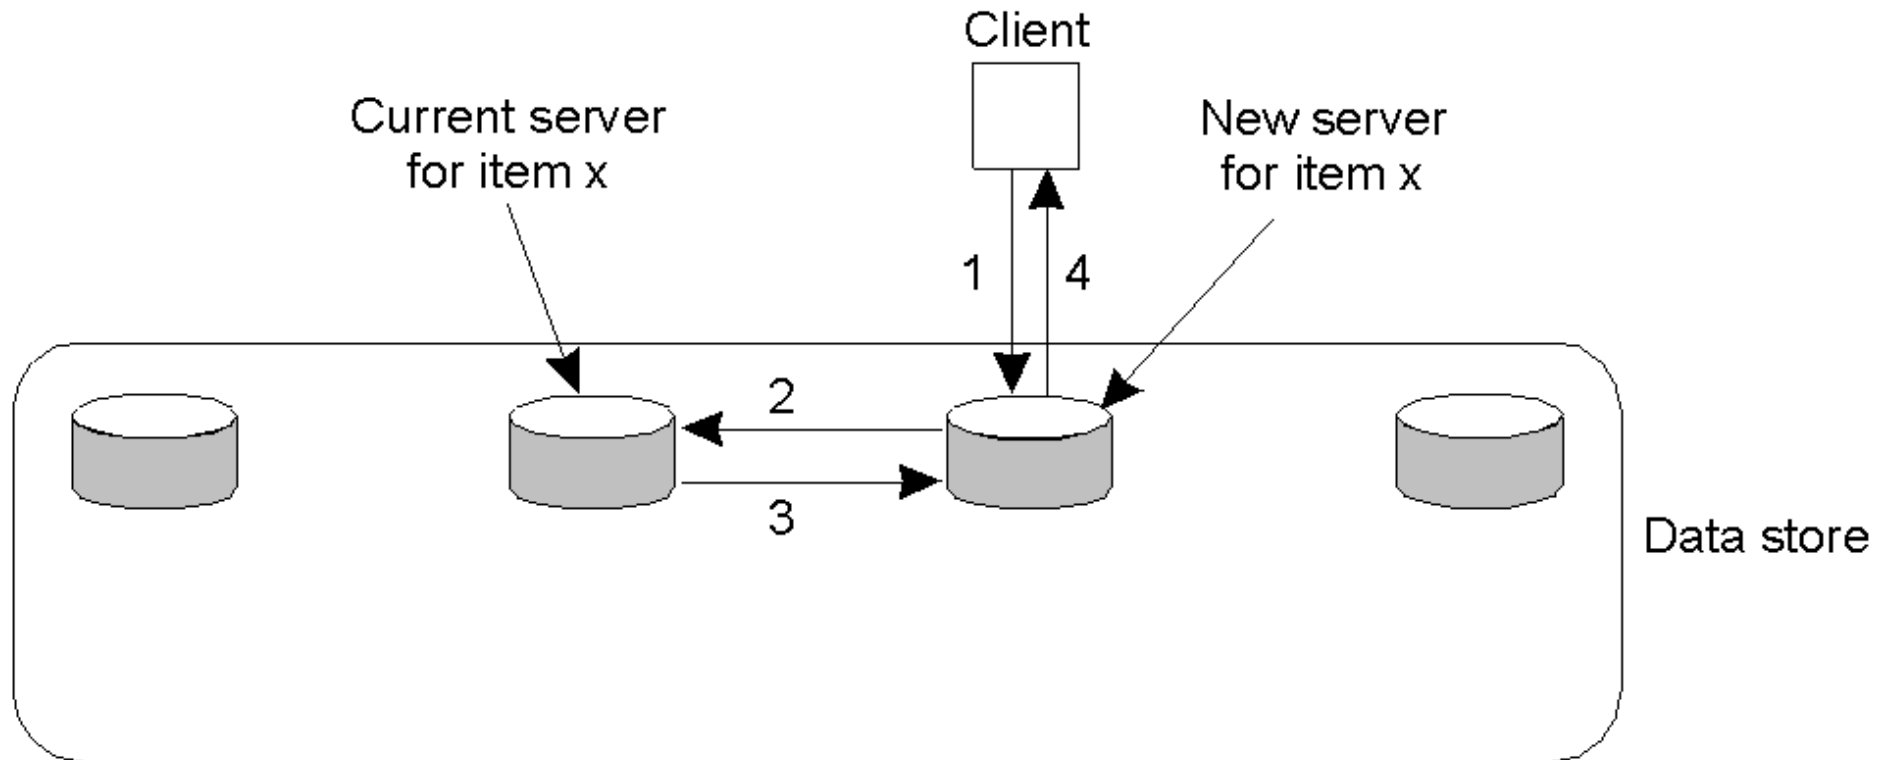 Client
Current server
for item x
New server
for item x
1
4
2
3
Data store